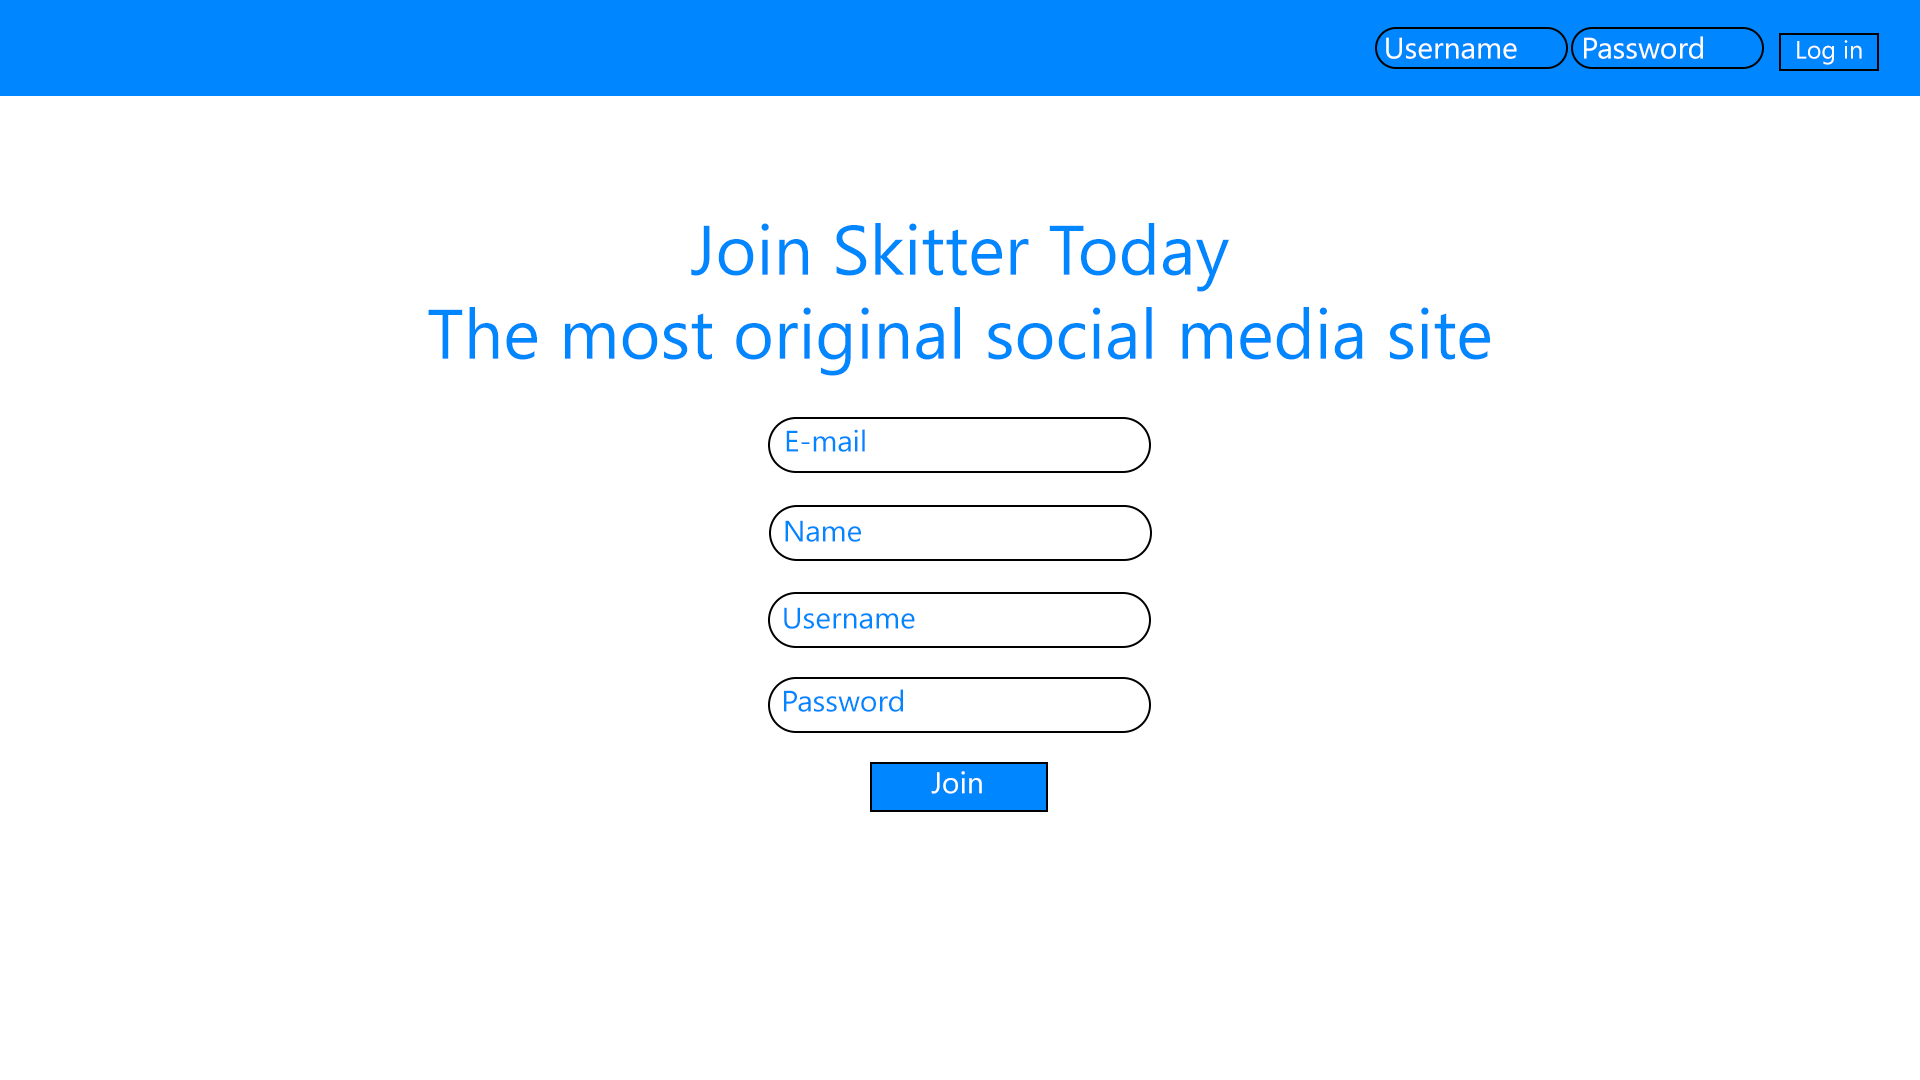 Username Password Log in
Join Skitter Today
The most original social media site
E-mail
Name
Username
Password
Join